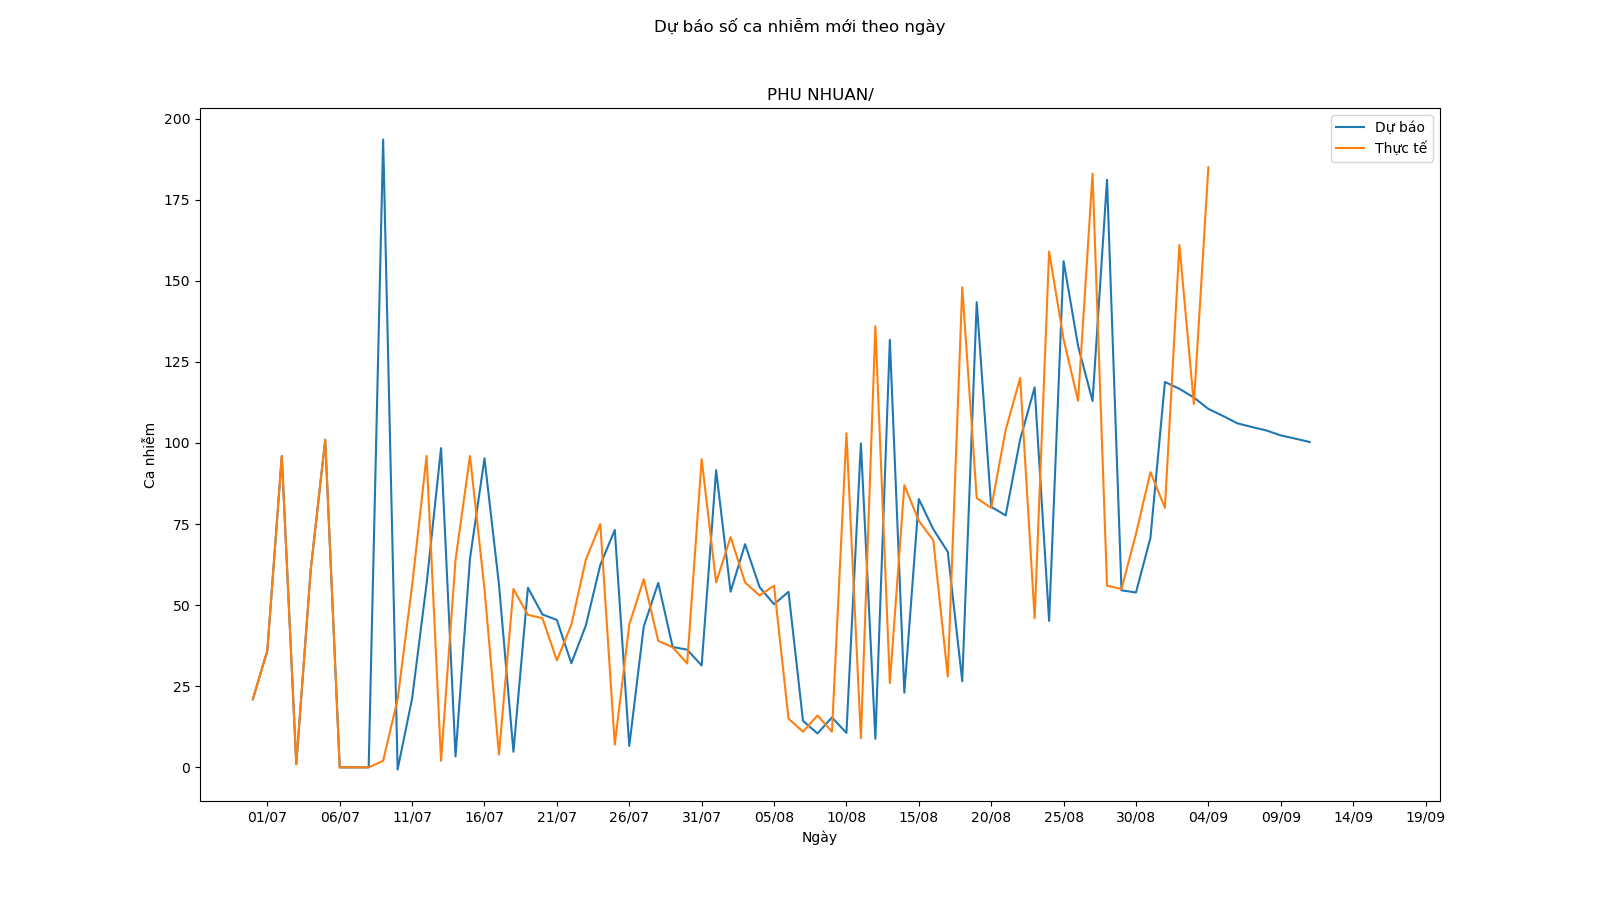 Dự báo số ca nhiễm mới theo ngày
PHU NHUAN/
Dự báo
Thực tế
200
175
150
125
100
75
50
25
0
Ca nhiễm
01/07 06/07 11/07 16/07 21/07 26/07 31/07 05/08 10/08 15/08 20/08 25/08 30/08 04/09 09/09 14/09 19/09
Ngày